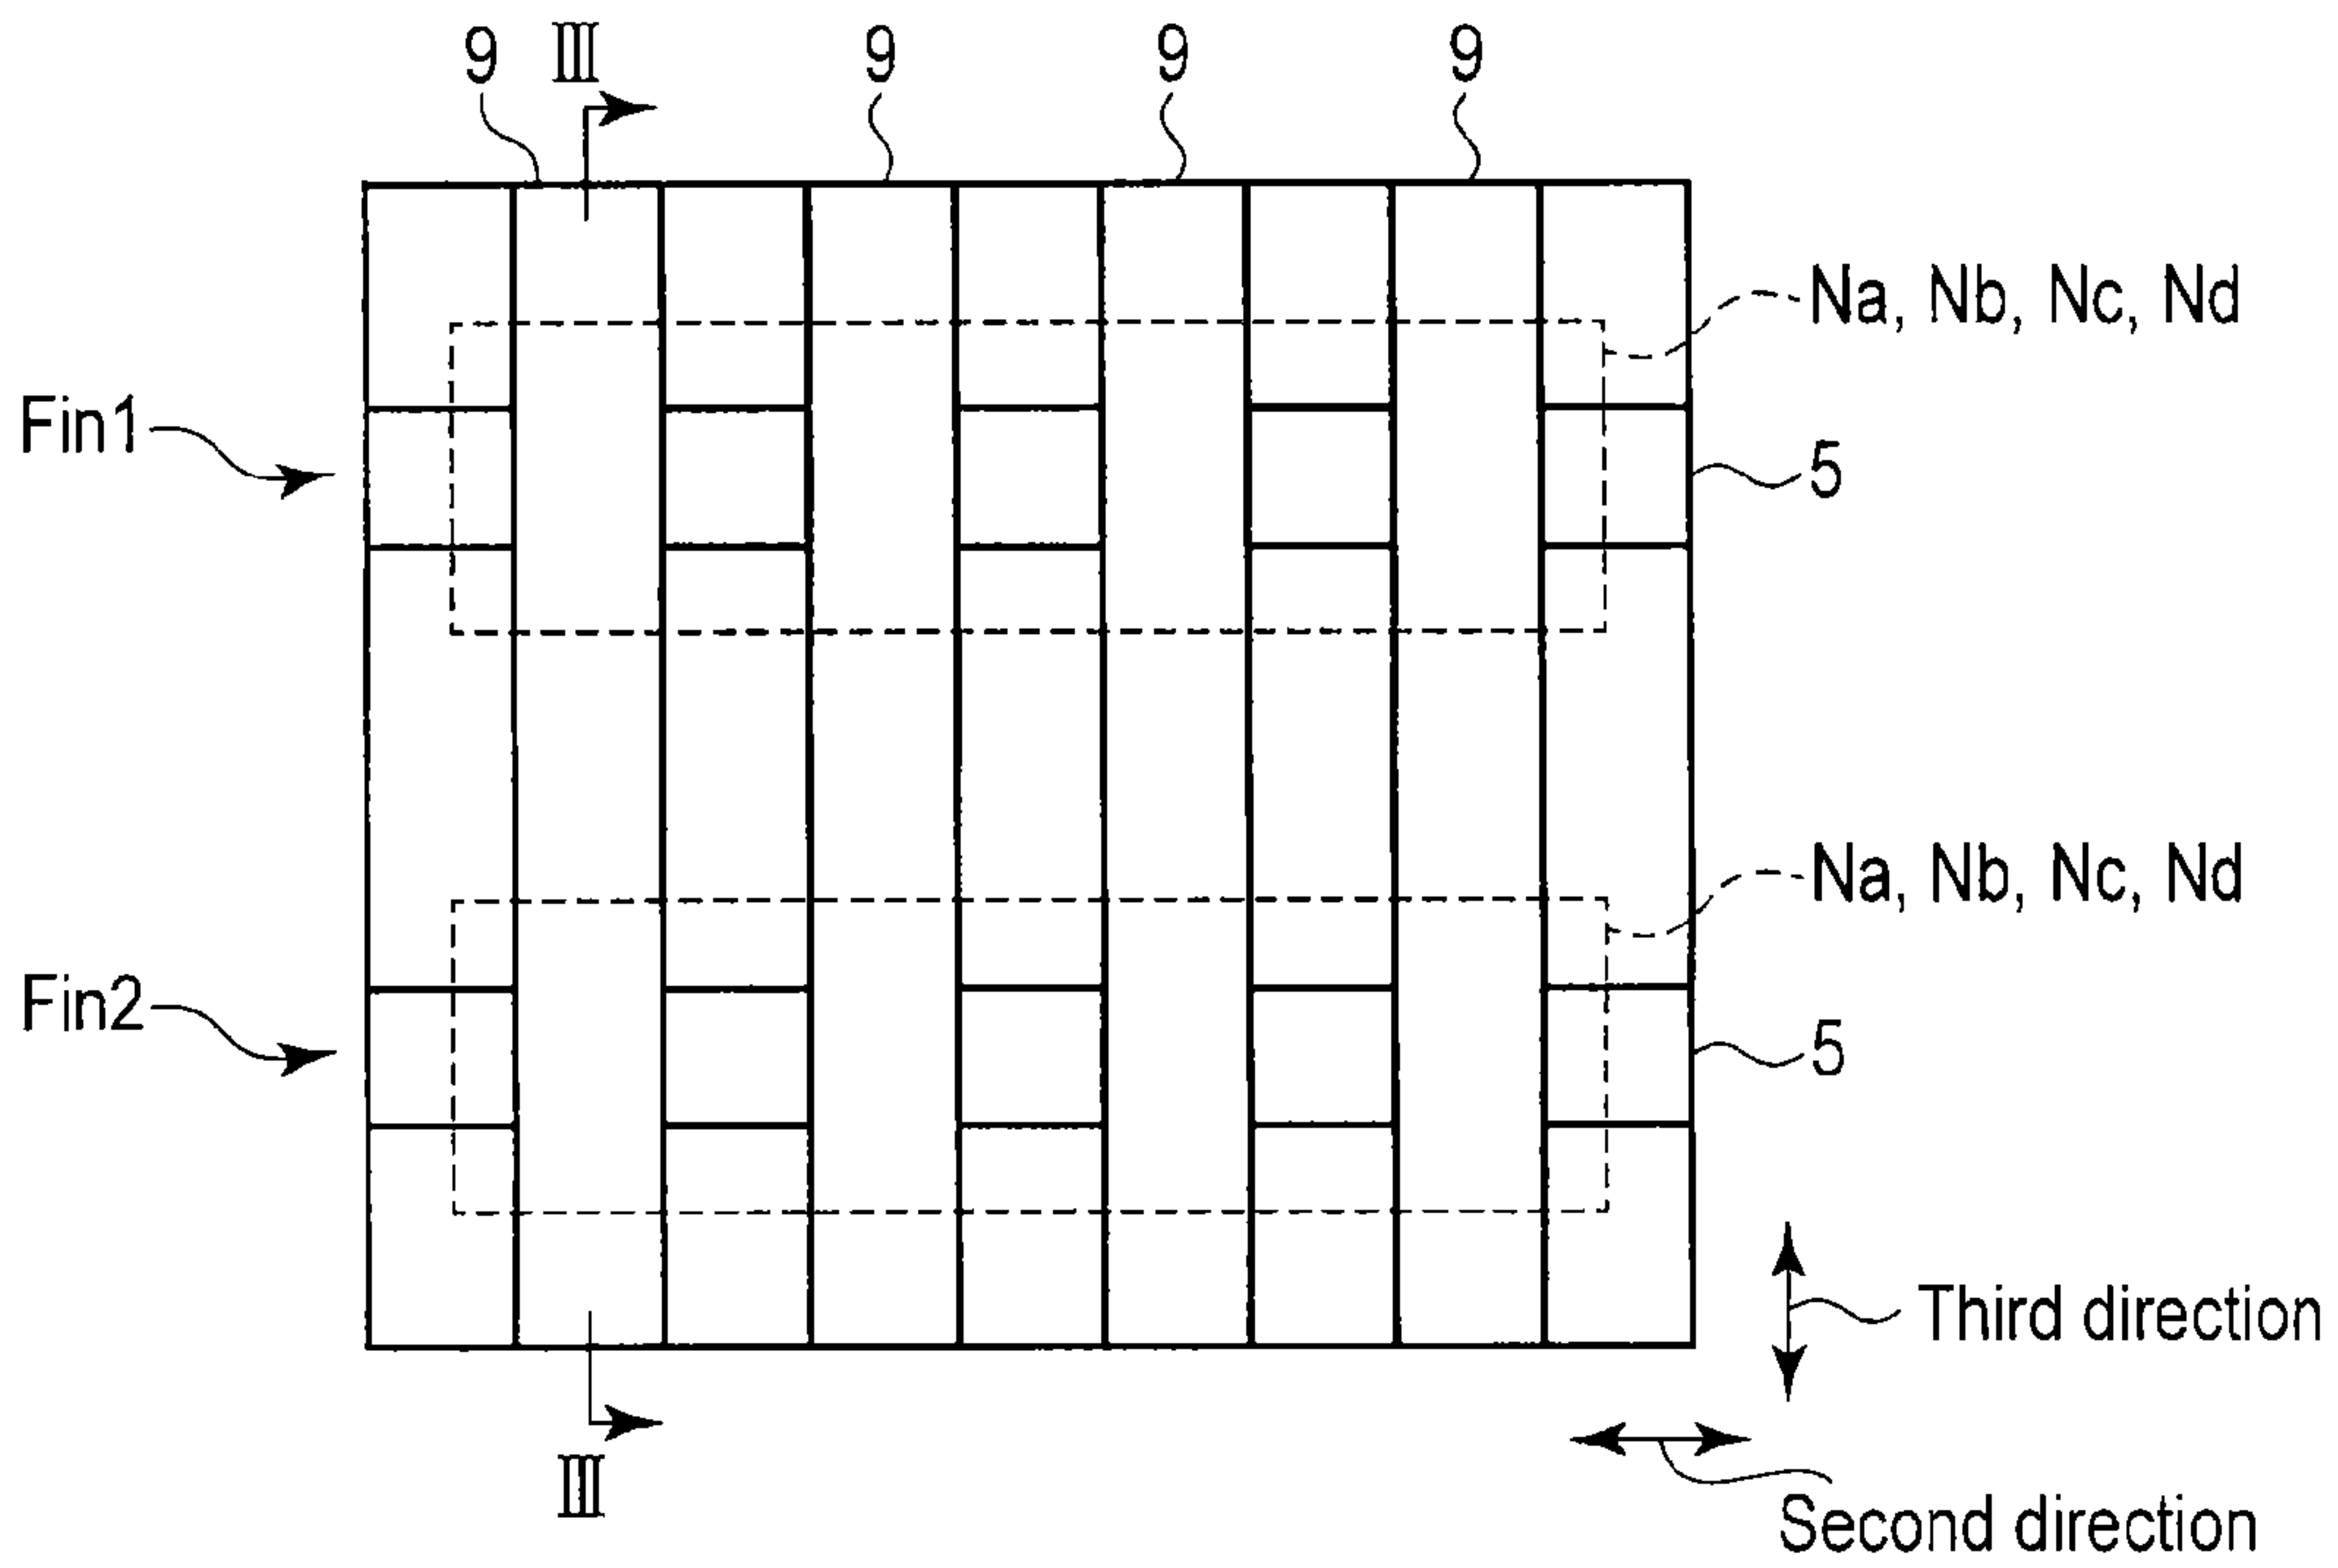 9 III 9 9 9
Na, Nb, Nc, Nd
Fin1
5
Na, Nb, Nc, Nd
Fin2
5
Third direction
III
Second direction